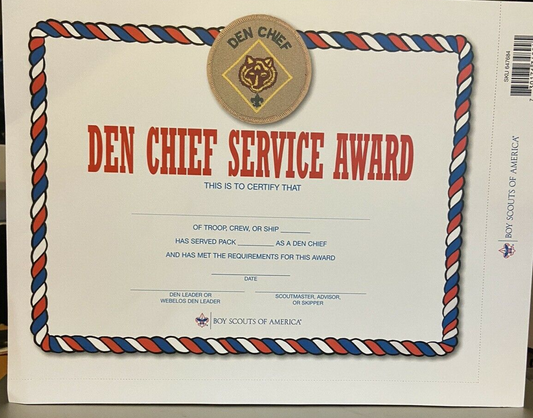 DEN CHIEF
DEN CHIEF SERVICE AWARD
THIS IS TO CERTIFY THAT
OF TROOP, CREW, OR SHIP
HAS SERVED PACK AS A DEN CHIEF
AND HAS MET THE REQUIREMENTS FOR THIS AWARD
DATE
DEN LEADER OR
WEBELOS DEN LEADER
SCOUTMASTER, ADVISOR,
OR SKIPPER
BOY SCOUTS OF AMERICA®
SKU 647684
BOY SCOUTS OF AMERICA®